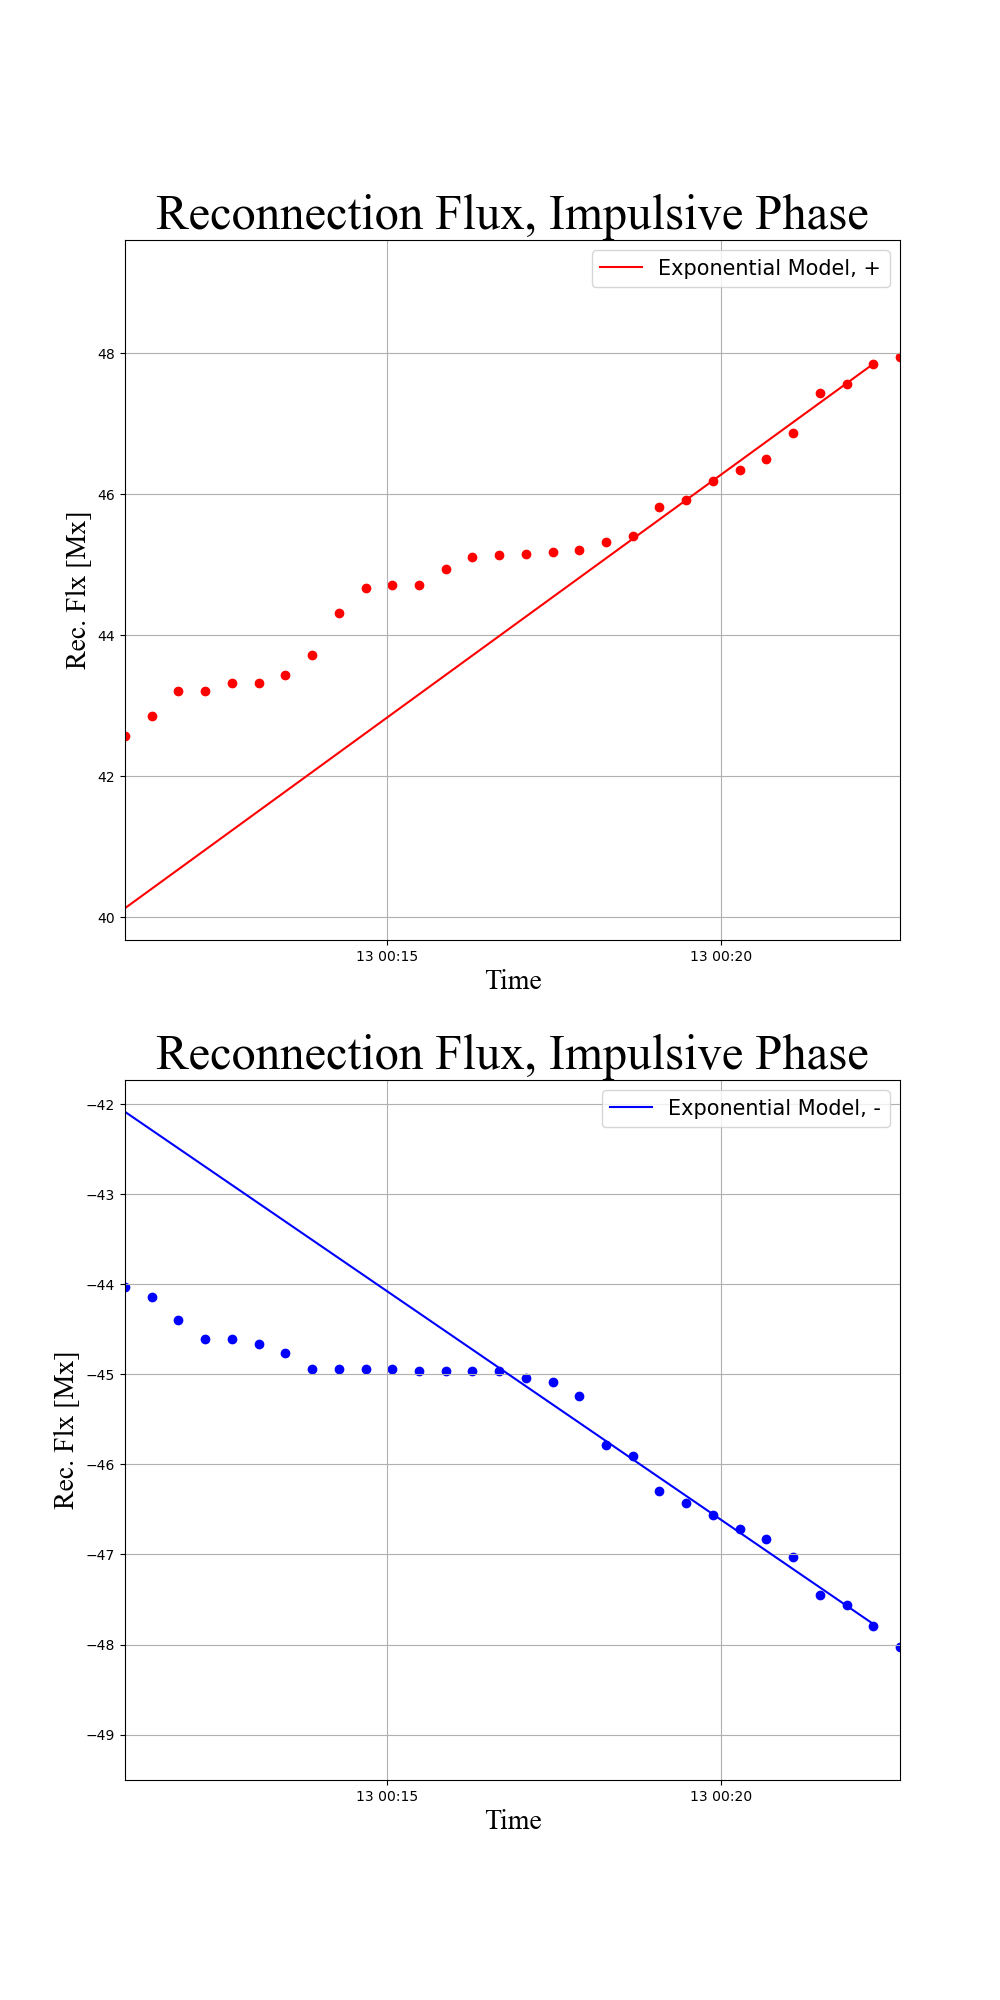 Reconnection Flux, Impulsive Phase
Exponential Model, +
48
46
44
42
40
Rec. Flx [Mx]
13 00:15
13 00:20
Time
Reconnection Flux, Impulsive Phase
Exponential Model, -
−42
−43
−44
−45
−46
−47
−48
−49
Rec. Flx [Mx]
13 00:15
13 00:20
Time